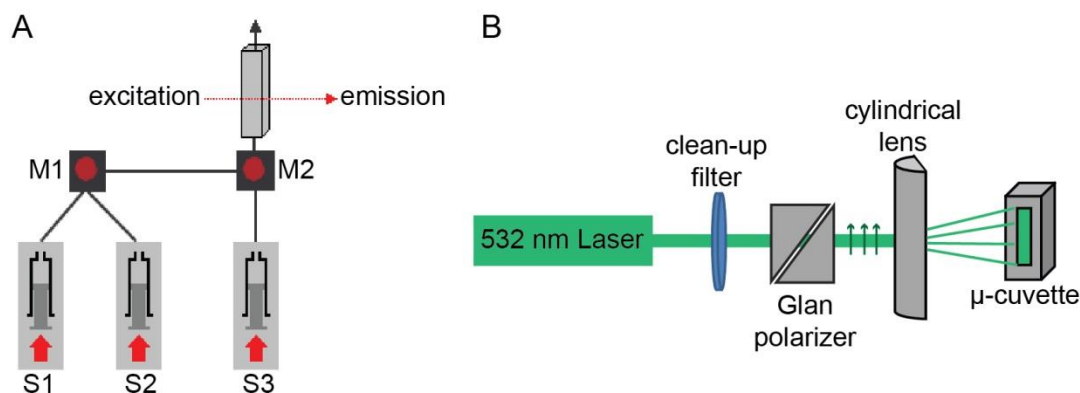 A
excitation
emission
M1
M2
S1
S2
S3
B
532 nm Laser
clean-up
filter
Glan
polarizer
cylindrical
lens
µ-cuvette